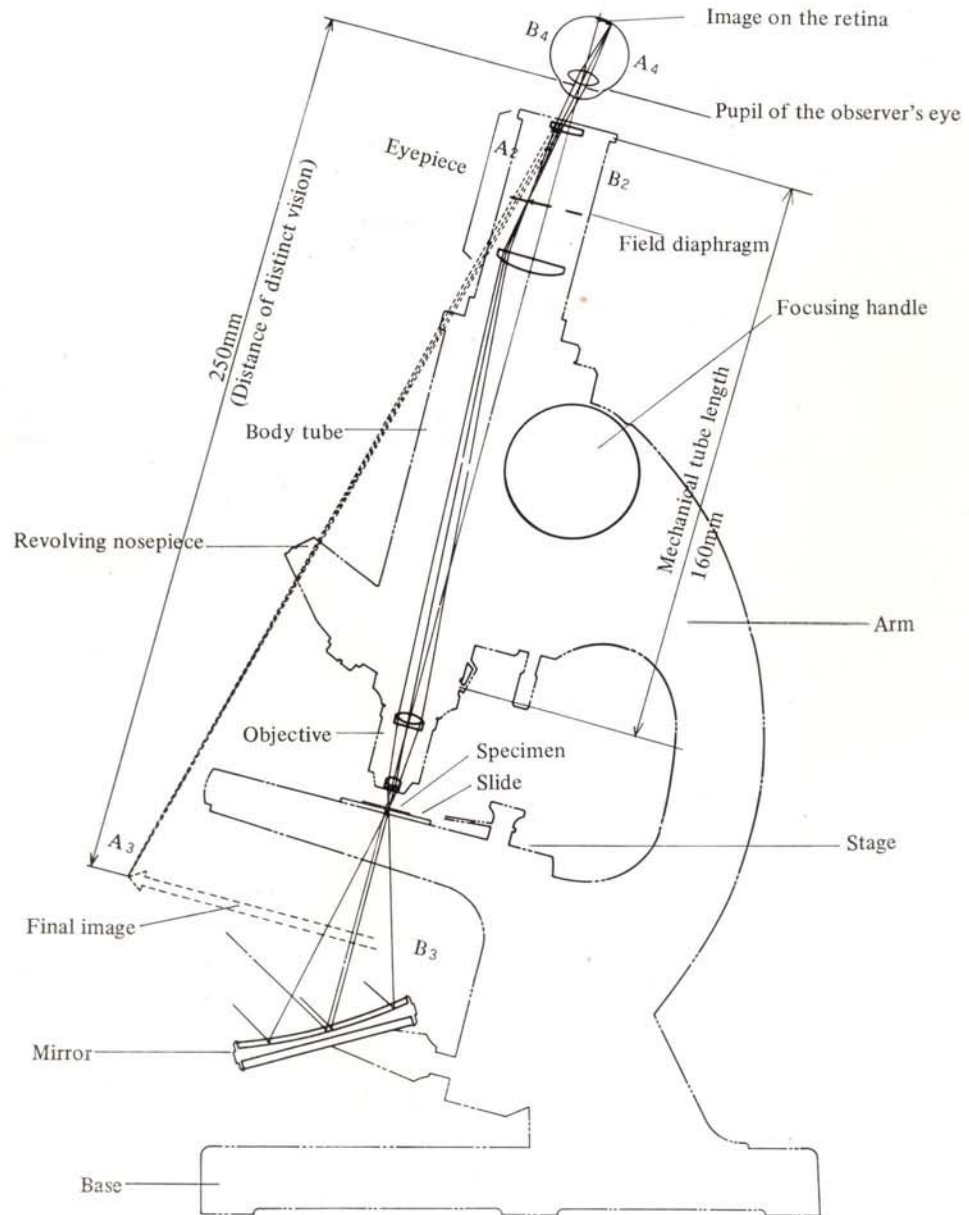 Image on the retina
B4
A4
Pupil of the observer's eye
Eyepiece
A2
B2
Field diaphragm
250mm
(Distance of distinct vision)
Focusing handle
Body tube
Mechanical tube length
160mm
Revolving nosepiece
Arm
Objective
Specimen
Slide
Stage
A3
Final image
B3
Mirror
Base